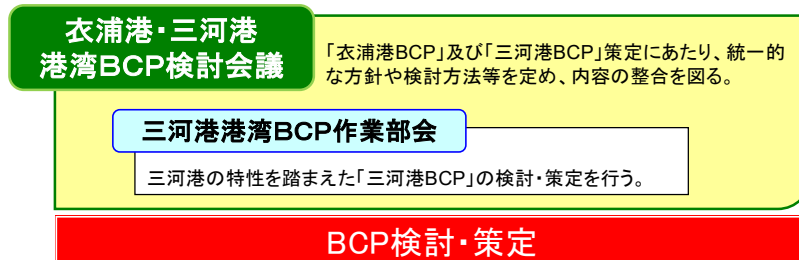 衣浦港・三河港
港湾BCP検討会議
「衣浦港BCP」及び「三河港BCP」策定にあたり、統一的
な方針や検討方法等を定め、内容の整合を図る。
三河港港湾BCP作業部会
三河港の特性を踏まえた「三河港BCP」の検討・策定を行う。
BCP検討・策定